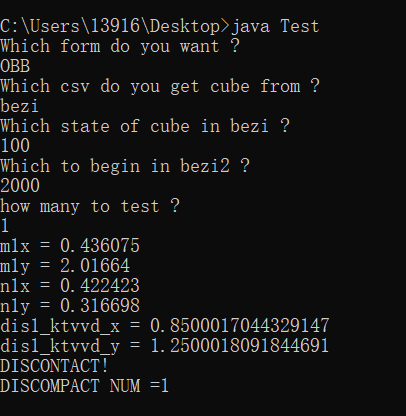 C:\Users\13916\Desktop>java Test
Which form do you want ?
OBB
Which csv do you get cube from ?
bezi
Which state of cube in bezi ?
100
Which to begin in bezi2 ?
2000
how many to test ?
1
m1x = 0.436075
m1y = 2.01664
n1x = 0.422423
n1y = 0.316698
dis1_ktvvd_x = 0.8500017044329147
dis1_ktvvd_y = 1.2500018091844691
DISCONTACT!
DISCOMPACT NUM =1